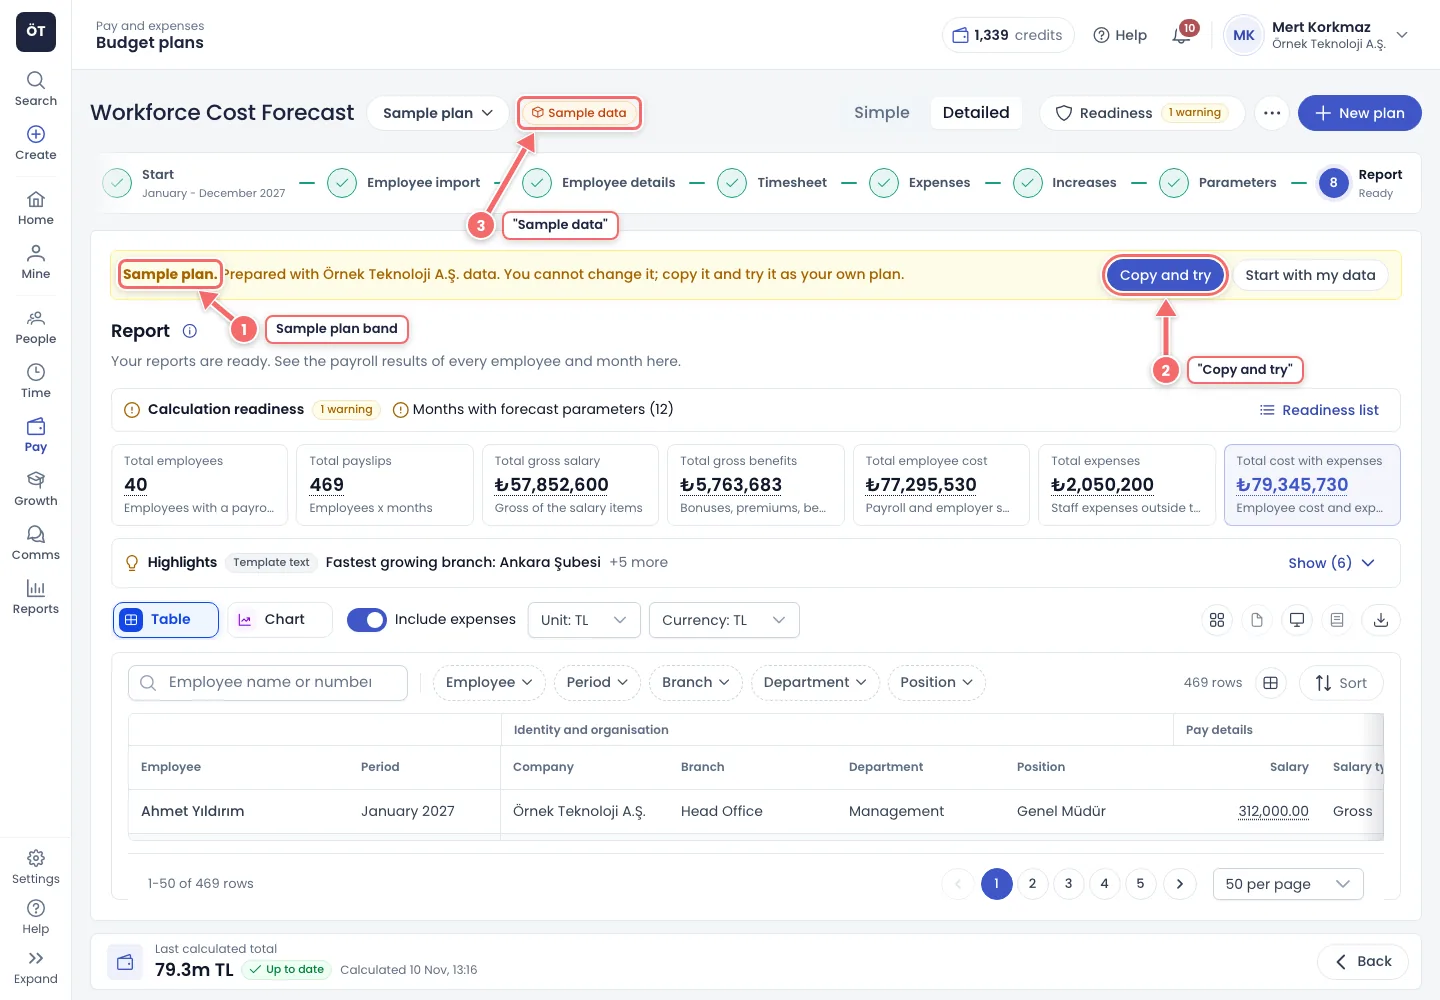 ÖT
Search
Create
Home
Mine
People
Time
Pay
Growth
Comms
Reports
Settings
Help
Expand
Pay and expenses
Budget plans
1,339 credits
Help
10
MK
Mert Korkmaz
Örnek Teknoloji A.Ş.
Workforce Cost Forecast
Sample plan
Sample data
Simple
Detailed
Readiness
1 warning
New plan
Start
January - December 2027
Employee import
Employee details
Timesheet
Expenses
Increases
Parameters
8
Report
Ready
3
"Sample data"
Sample plan. Prepared with Örnek Teknoloji A.Ş. data. You cannot change it; copy it and try it as your own plan.
Copy and try
Start with my data
1
Sample plan band
2
"Copy and try"
Report
Your reports are ready. See the payroll results of every employee and month here.
Calculation readiness
1 warning
Months with forecast parameters (12)
Readiness list
Total employees
40
Employees with a payro...
Total payslips
469
Employees x months
Total gross salary
₺57,852,600
Gross of the salary items
Total gross benefits
₺5,763,683
Bonuses, premiums, be...
Total employee cost
₺77,295,530
Payroll and employer s...
Total expenses
₺2,050,200
Staff expenses outside t...
Total cost with expenses
₺79,345,730
Employee cost and exp...
Highlights
Template text
Fastest growing branch: Ankara Şubesi
+5 more
Show (6)
Table
Chart
Include expenses
Unit: TL
Currency: TL
Employee name or number
Employee
Period
Branch
Department
Position
469 rows
Sort
Identity and organisation
Pay details
Employee
Period
Company
Branch
Department
Position
Salary
Salary ty
Ahmet Yıldırım
January 2027
Örnek Teknoloji A.Ş.
Head Office
Management
Genel Müdür
312,000.00
Gross
1-50 of 469 rows
1
2
3
4
5
50 per page
Last calculated total
79.3m TL
Up to date
Calculated 10 Nov, 13:16
Back